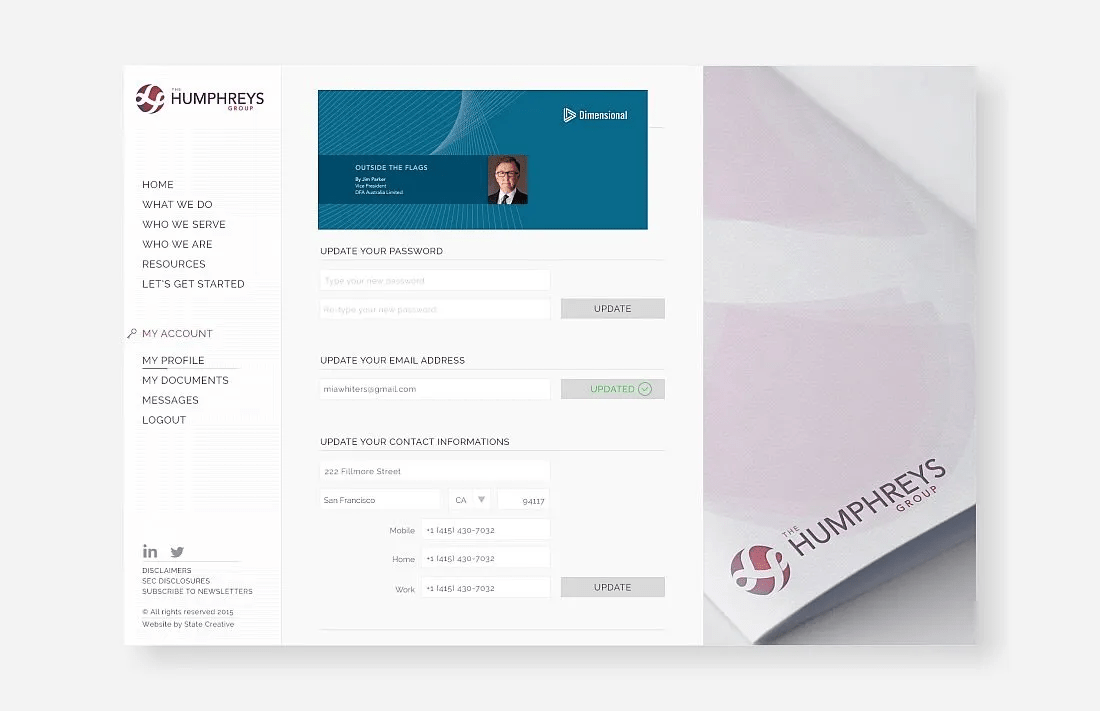 THE
HUMPHREYS
GROUP
HOME
WHAT WE DO
WHO WE SERVE
WHO WE ARE
RESOURCES
LET'S GET STARTED
MY ACCOUNT
MY PROFILE
MY DOCUMENTS
MESSAGES
LOGOUT
in
DISCLAIMERS
SEC DISCLOSURES
SUBSCRIBE TO NEWSLETTERS
© All rights reserved 2015
Website by State Creative
Dimensional
OUTSIDE THE FLAGS
By Jim Parker
Vice President
DFA Australia Limited
UPDATE YOUR PASSWORD
Type your new password
Re-type your new password
UPDATE
UPDATE YOUR EMAIL ADDRESS
miawhiters@gmail.com
UPDATED
UPDATE YOUR CONTACT INFORMATIONS
222 Fillmore Street
San Francisco CA 94117
Mobile +1 (415) 430-7032
Home +1 (415) 430-7032
Work +1 (415) 430-7032
UPDATE
THE
HUMPHREYS
GROUP